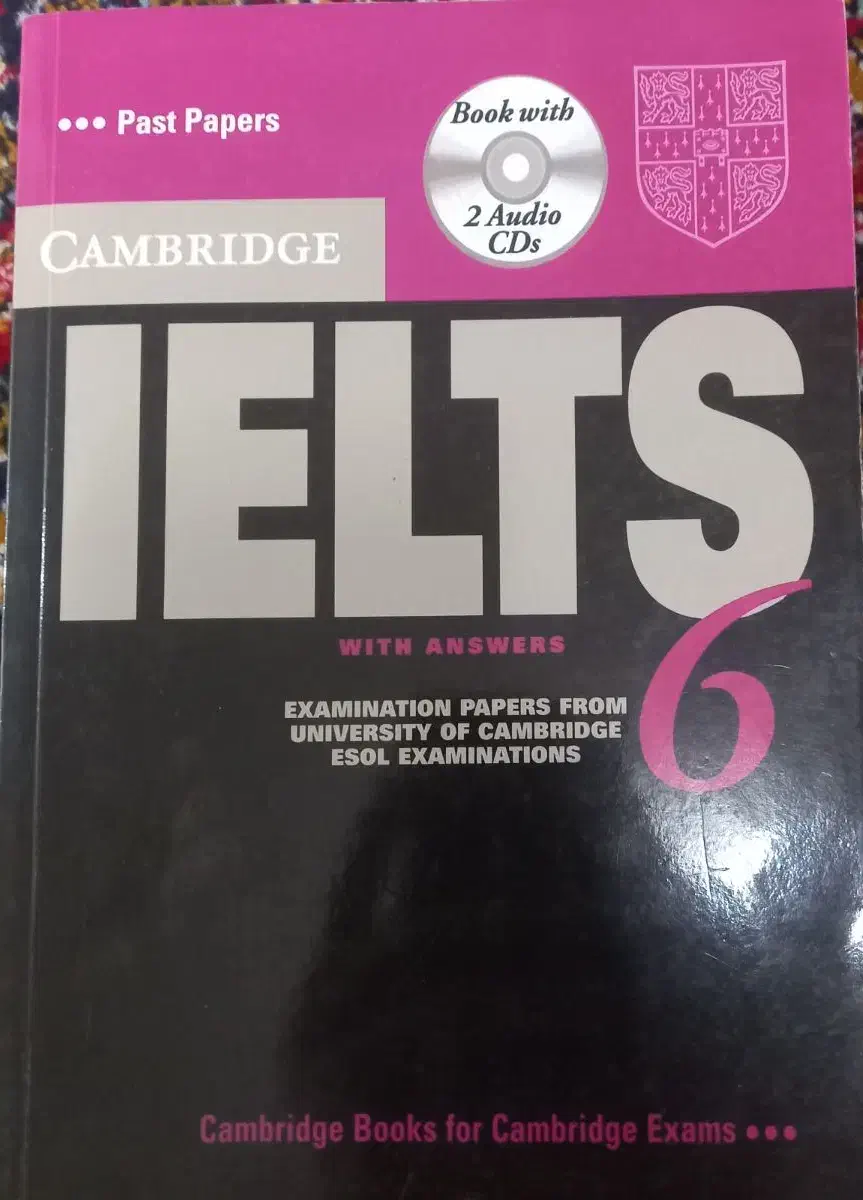 ••• Past Papers
Book with
2 Audio
CDs
CAMBRIDGE
IELTS
6
WITH ANSWERS
EXAMINATION PAPERS FROM
UNIVERSITY OF CAMBRIDGE
ESOL EXAMINATIONS
Cambridge Books for Cambridge Exams •••